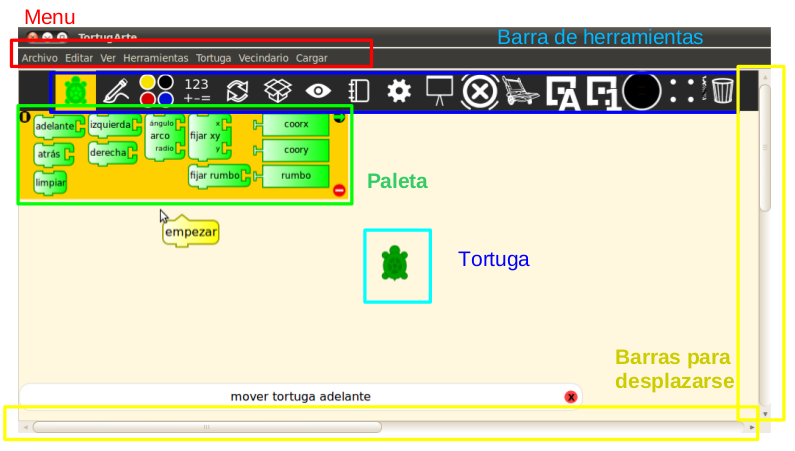 Menu
TortugArte
Barra de herramientas
Archivo Editar Ver Herramientas Tortuga Vecindario Cargar
123
+-=
A
1
adelante izquierda ángulo arco radio fijar xy x y coorx
atrás derecha coory
limpiar fijar rumbo rumbo
Paleta
empezar
Tortuga
Barras para
desplazarse
mover tortuga adelante
x